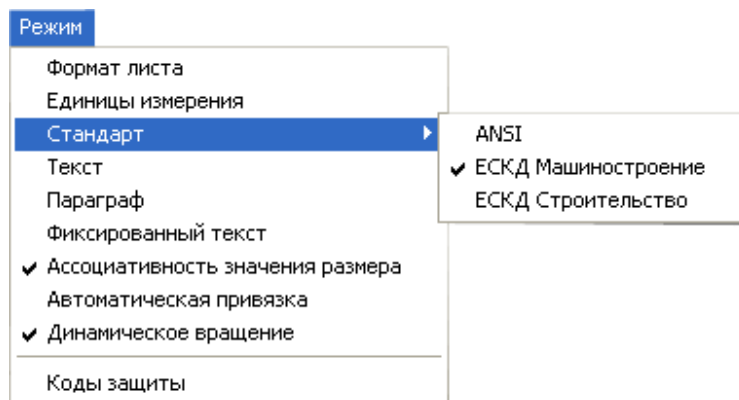 Режим
Формат листа
Единицы измерения
Стандарт
ANSI
ЕСКД Машиностроение
ЕСКД Строительство
Текст
Параграф
Фиксированный текст
Ассоциативность значения размера
Автоматическая привязка
Динамическое вращение
Коды защиты